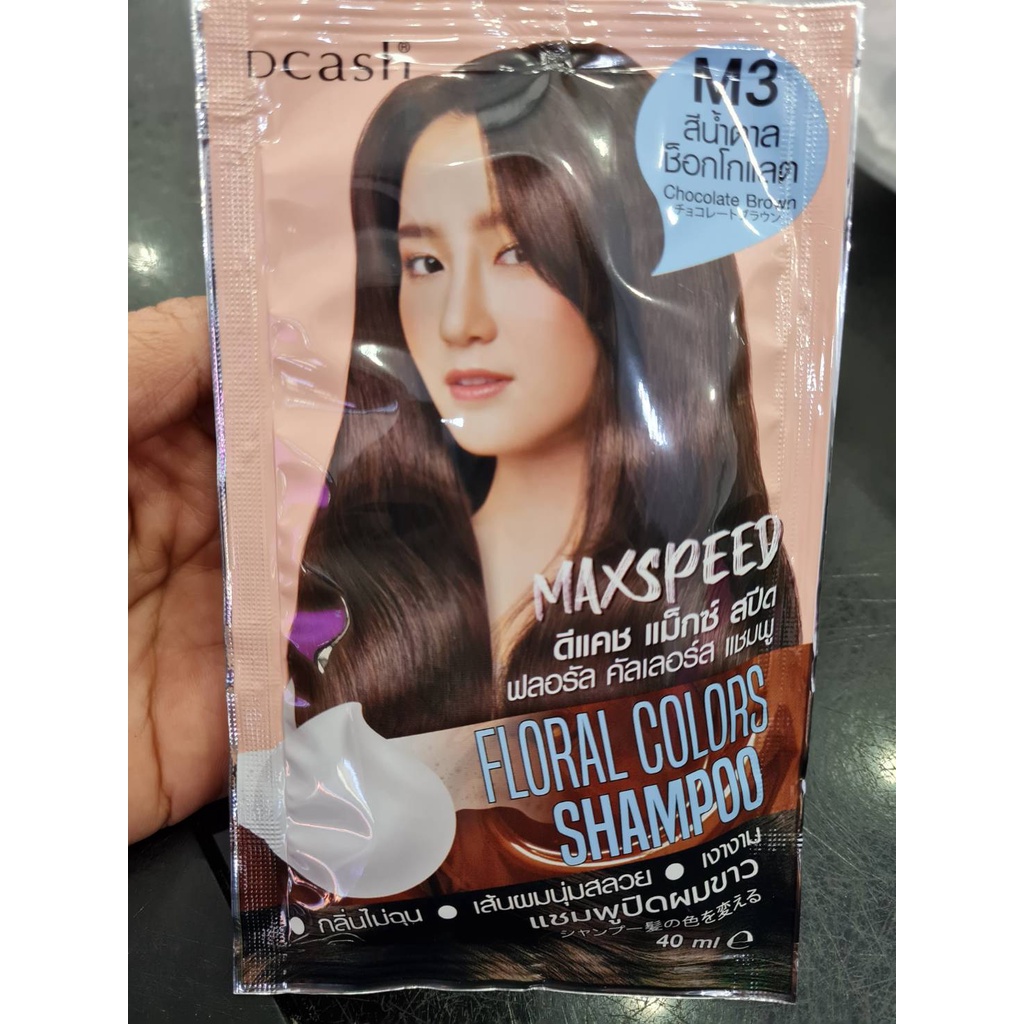 Dcash®
M3
สีน้ำตาล
ช็อกโกแลต
Chocolate Brown
チョコレートブラウン
MAXSPEED
ดีแคช แม็กซ์ สปีด
ฟลอรัล คัลเลอร์ส แชมพู
FLORAL COLORS
SHAMPOO
• กลิ่นไม่ฉุน • เส้นผมนุ่มสลวย • เงางาม
แชมพูปิดผมขาว
シャンプー髪の色を変える
40 ml ℮